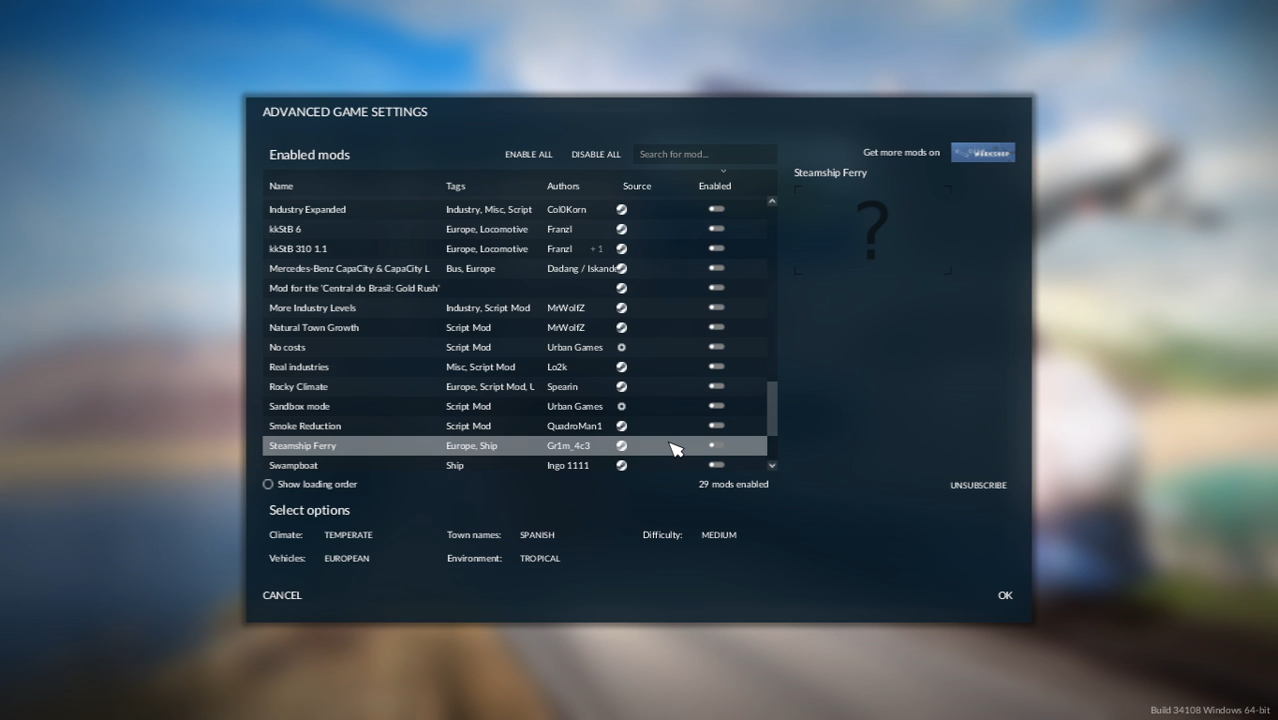 ADVANCED GAME SETTINGS
Enabled mods ENABLE ALL DISABLE ALL Search for mod... Get more mods on WORKSHOP
Steamship Ferry
Name Tags Authors Source Enabled
Industry Expanded Industry, Misc, Script Col0Korn
?
kkStB 6 Europe, Locomotive Franzl
kkStB 310 1.1 Europe, Locomotive Franzl + 1
Mercedes-Benz CapaCity & CapaCity L Bus, Europe Dadang / Iskande
Mod for the 'Central do Brasil: Gold Rush'
More Industry Levels Industry, Script Mod MrWolfZ
Natural Town Growth Script Mod MrWolfZ
No costs Script Mod Urban Games
Real industries Misc, Script Mod Lo2k
Rocky Climate Europe, Script Mod, U Spearin
Sandbox mode Script Mod Urban Games
Smoke Reduction Script Mod QuadroMan1
Steamship Ferry Europe, Ship Gr1m_4c3
Swampboat Ship Ingo 1111
Show loading order 29 mods enabled UNSUBSCRIBE
Select options
Climate: TEMPERATE Town names: SPANISH Difficulty: MEDIUM
Vehicles: EUROPEAN Environment: TROPICAL
CANCEL OK
Build 34108 Windows 64-bit